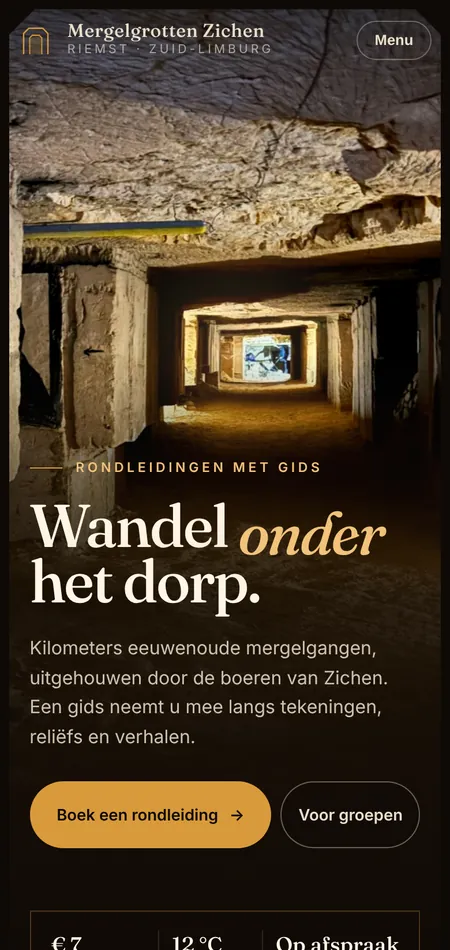 Mergelgrotten Zichen
RIEMST · ZUID-LIMBURG
Menu
RONDLEIDINGEN MET GIDS
Wandel onder
het dorp.
Kilometers eeuwenoude mergelgangen,
uitgehouwen door de boeren van Zichen.
Een gids neemt u mee langs tekeningen,
reliëfs en verhalen.
Boek een rondleiding →
Voor groepen
€ 7
12 °C
Op afspraak